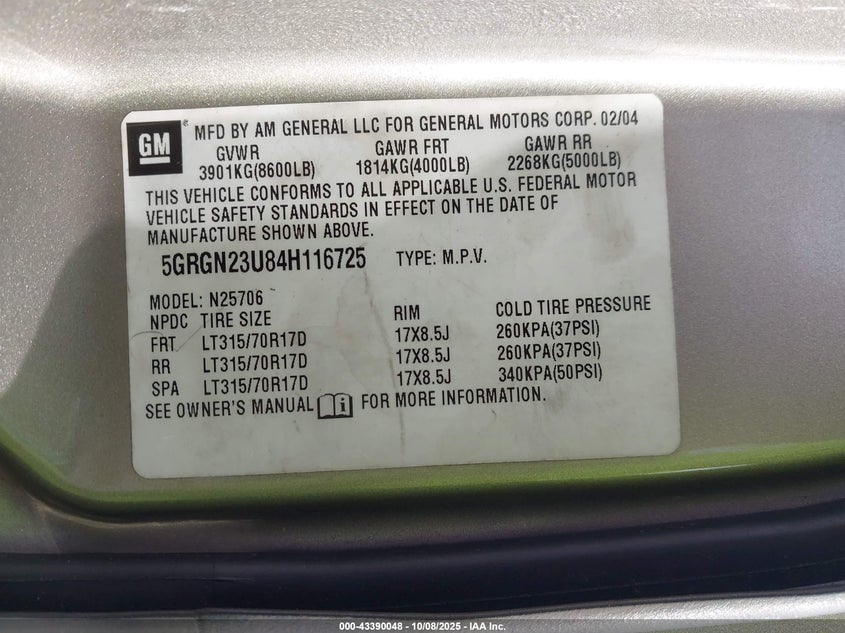 GM ® MFD BY AM GENERAL LLC FOR GENERAL MOTORS CORP. 02/04
GVWR GAWR FRT GAWR RR
3901KG(8600LB) 1814KG(4000LB) 2268KG(5000LB)
THIS VEHICLE CONFORMS TO ALL APPLICABLE U.S. FEDERAL MOTOR
VEHICLE SAFETY STANDARDS IN EFFECT ON THE DATE OF
MANUFACTURE SHOWN ABOVE.
5GRGN23U84H116725 TYPE: M.P.V.
MODEL: N25706
NPDC TIRE SIZE RIM COLD TIRE PRESSURE
FRT LT315/70R17D 17X8.5J 260KPA(37PSI)
RR LT315/70R17D 17X8.5J 260KPA(37PSI)
SPA LT315/70R17D 17X8.5J 340KPA(50PSI)
SEE OWNER'S MANUAL i FOR MORE INFORMATION.
000-43390048 - 10/08/2025 - IAA Inc.